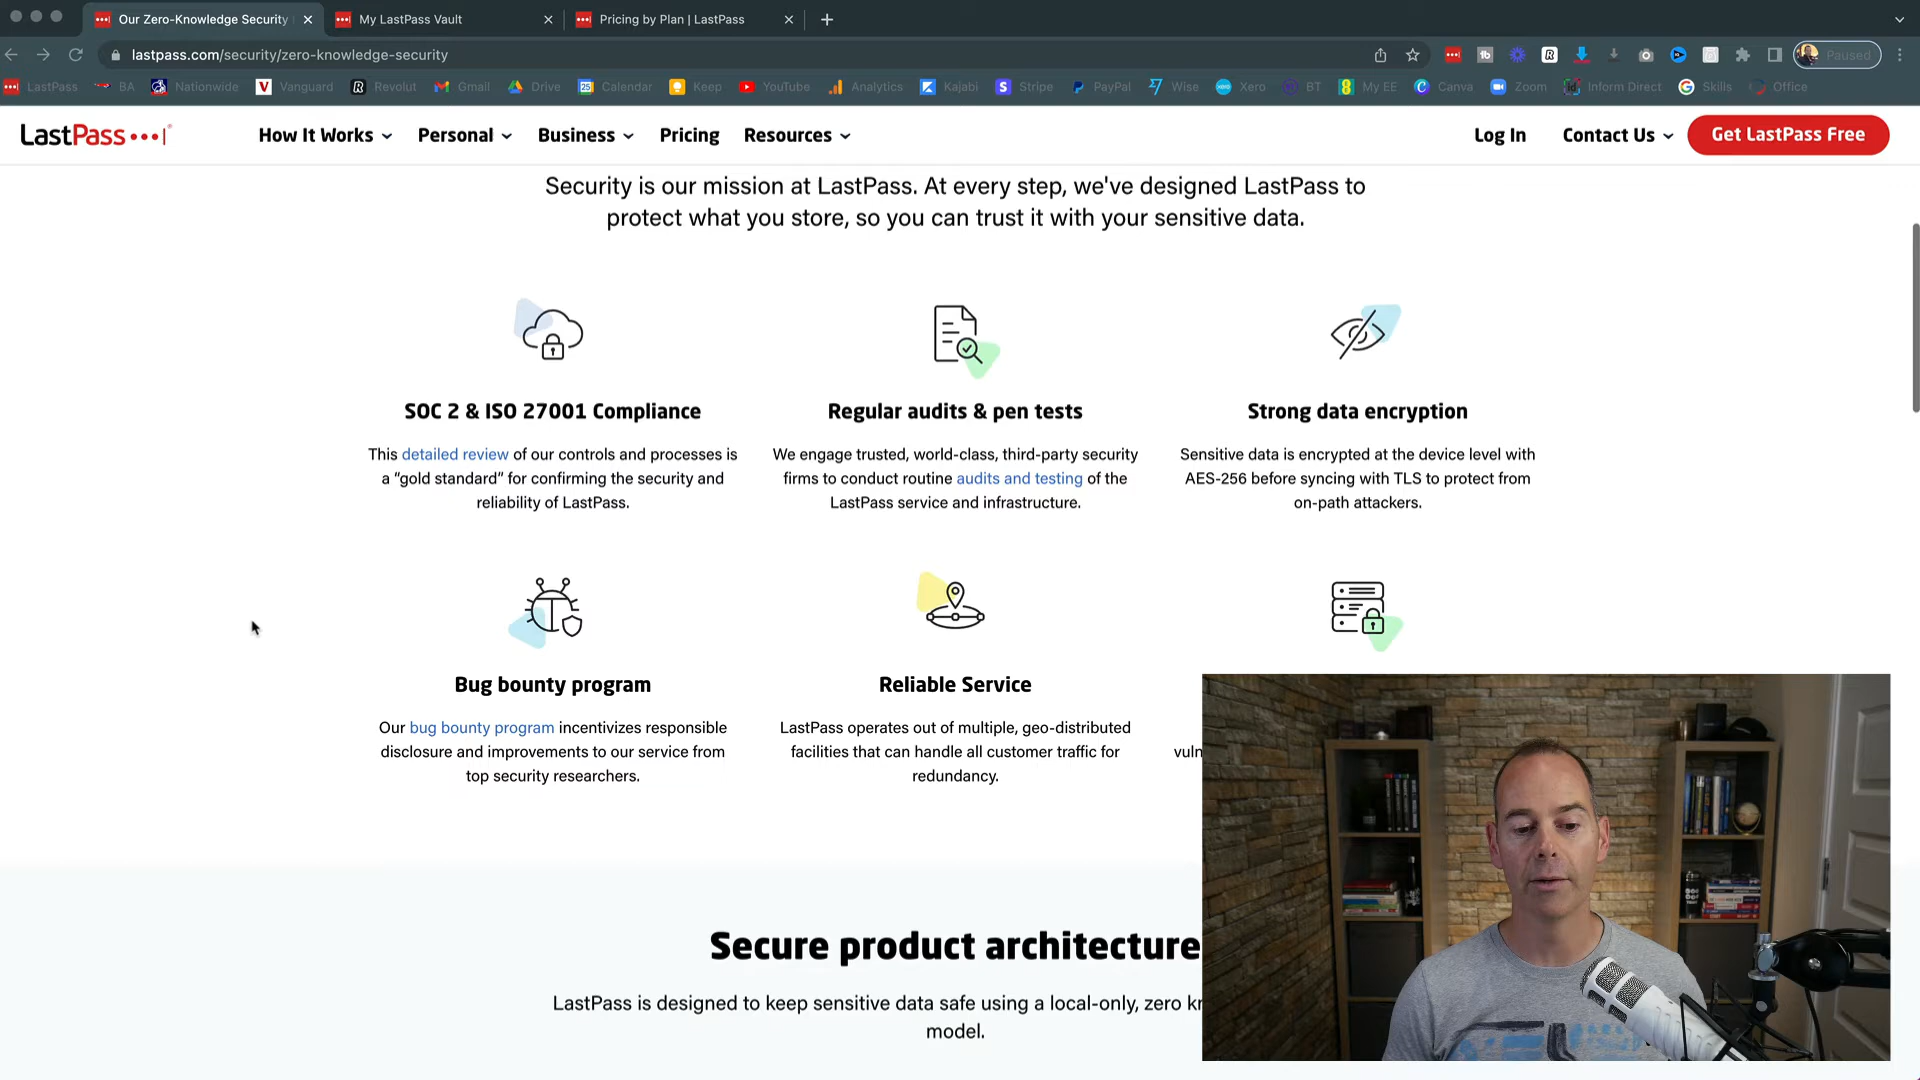 Our Zero-Knowledge Security
My LastPass Vault
Pricing by Plan | LastPass
lastpass.com/security/zero-knowledge-security
Paused
LastPass
BA
Nationwide
Vanguard
Revolut
Gmail
Drive
Calendar
Keep
YouTube
Analytics
Kajabi
Stripe
PayPal
Wise
Xero
BT
My EE
Canva
Zoom
Inform Direct
Skills
Office
LastPass
How It Works
Personal
Business
Pricing
Resources
Log In
Contact Us
Get LastPass Free
Security is our mission at LastPass. At every step, we've designed LastPass to
protect what you store, so you can trust it with your sensitive data.
SOC 2 & ISO 27001 Compliance
This detailed review of our controls and processes is
a “gold standard” for confirming the security and
reliability of LastPass.
Regular audits & pen tests
We engage trusted, world-class, third-party security
firms to conduct routine audits and testing of the
LastPass service and infrastructure.
Strong data encryption
Sensitive data is encrypted at the device level with
AES-256 before syncing with TLS to protect from
on-path attackers.
Bug bounty program
Our bug bounty program incentivizes responsible
disclosure and improvements to our service from
top security researchers.
Reliable Service
LastPass operates out of multiple, geo-distributed
facilities that can handle all customer traffic for
redundancy.
vuln
Secure product architecture
LastPass is designed to keep sensitive data safe using a local-only, zero kr
model.